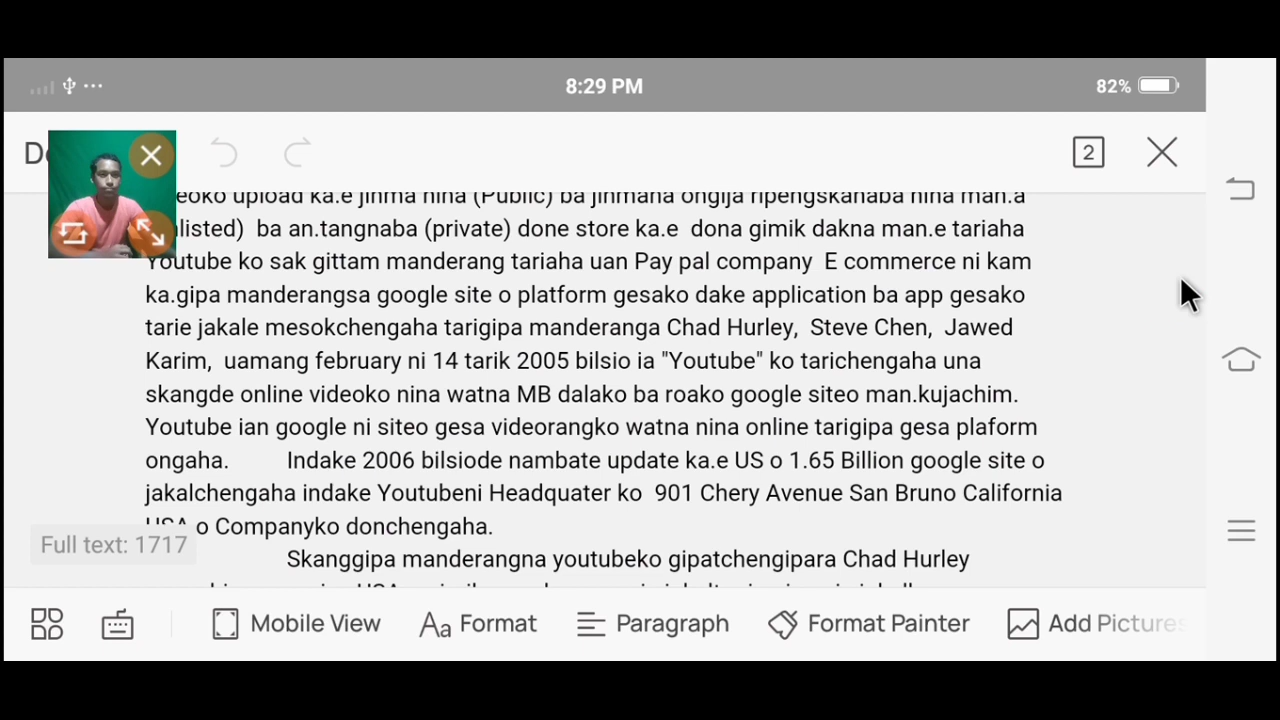 8:29 PM
82%
2
upload ka.e jinma nina (Public) ba jinmana ongija ripengskanaba nina man.a
ba an.tangnaba (private) done store ka.e dona gimik dakna man.e tariaha
Youtube ko sak gittam manderang tariaha uan Pay pal company E commerce ni kam
ka.gipa manderangsa google site o platform gesako dake application ba app gesako
tarie jakale mesokchengaha tarigipa manderanga Chad Hurley, Steve Chen, Jawed
Karim, uamang february ni 14 tarik 2005 bilsio ia "Youtube" ko tarichengaha una
skangde online videoko nina watna MB dalako ba roako google siteo man.kujachim.
Youtube ian google ni siteo gesa videorangko watna nina online tarigipa gesa plaform
ongaha. Indake 2006 bilsiode nambate update ka.e US o 1.65 Billion google site o
jakalchengaha indake Youtubeni Headquater ko 901 Chery Avenue San Bruno California
USA o Companyko donchengaha.
Full text: 1717
Skanggipa manderangna youtubeko gipatchengipara Chad Hurley
Mobile View
Aa Format
Paragraph
Format Painter
Add Pictures